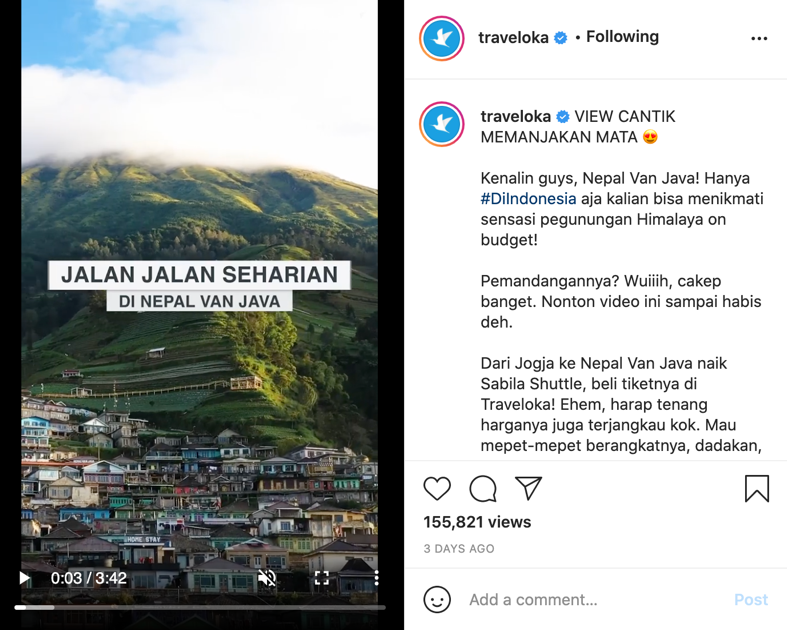 JALAN JALAN SEHARIAN
DI NEPAL VAN JAVA
HOME STAY
0:03 / 3:42
traveloka • Following
traveloka VIEW CANTIK
MEMANJAKAN MATA 😍
Kenalin guys, Nepal Van Java! Hanya
#DiIndonesia aja kalian bisa menikmati
sensasi pegunungan Himalaya on
budget!
Pemandangannya? Wuiiih, cakep
banget. Nonton video ini sampai habis
deh.
Dari Jogja ke Nepal Van Java naik
Sabila Shuttle, beli tiketnya di
Traveloka! Ehem, harap tenang
harganya juga terjangkau kok. Mau
mepet-mepet berangkatnya, dadakan,
155,821 views
3 DAYS AGO
Add a comment...
Post